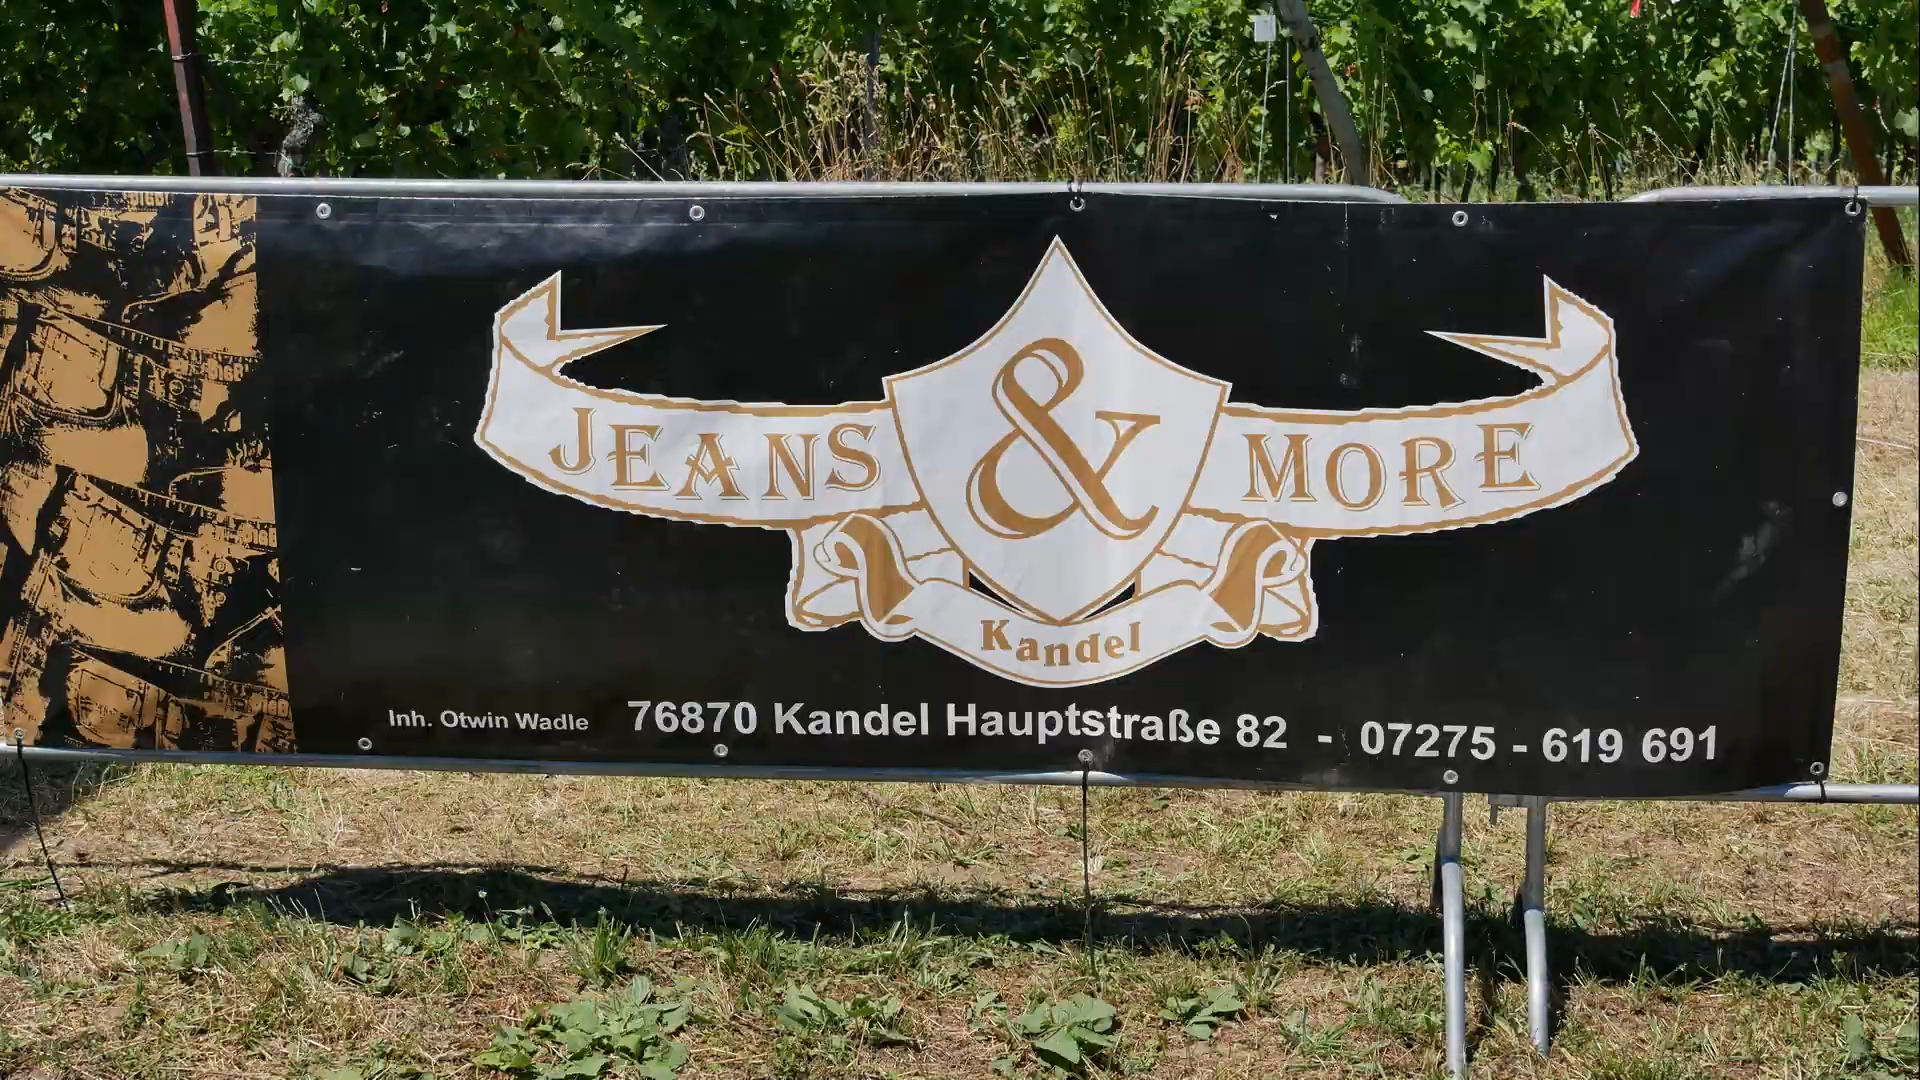 JEANS & MORE
Kandel
Inh. Otwin Wadle 76870 Kandel Hauptstraße 82 - 07275 - 619 691